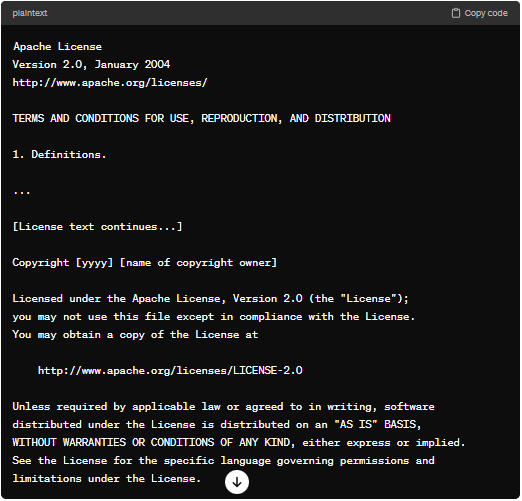 plaintext
Copy code
Apache License
Version 2.0, January 2004
http://www.apache.org/licenses/
TERMS AND CONDITIONS FOR USE, REPRODUCTION, AND DISTRIBUTION
1. Definitions.
...
[License text continues...]
Copyright [yyyy] [name of copyright owner]
Licensed under the Apache License, Version 2.0 (the "License");
you may not use this file except in compliance with the License.
You may obtain a copy of the License at
http://www.apache.org/licenses/LICENSE-2.0
Unless required by applicable law or agreed to in writing, software
distributed under the License is distributed on an "AS IS" BASIS,
WITHOUT WARRANTIES OR CONDITIONS OF ANY KIND, either express or implied.
See the License for the specific language governing permissions and
limitations under the License.